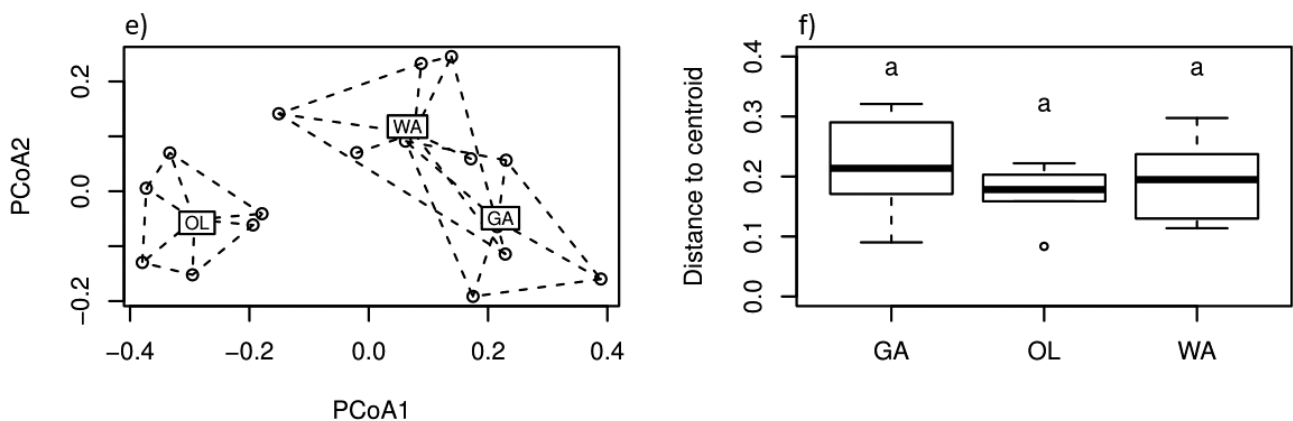 e)
PCoA2
0.2
0.0
−0.2
WA
OL
GA
−0.4 −0.2 0.0 0.2 0.4
PCoA1
f)
Distance to centroid
0.4
0.3
0.2
0.1
0.0
a a a
GA OL WA